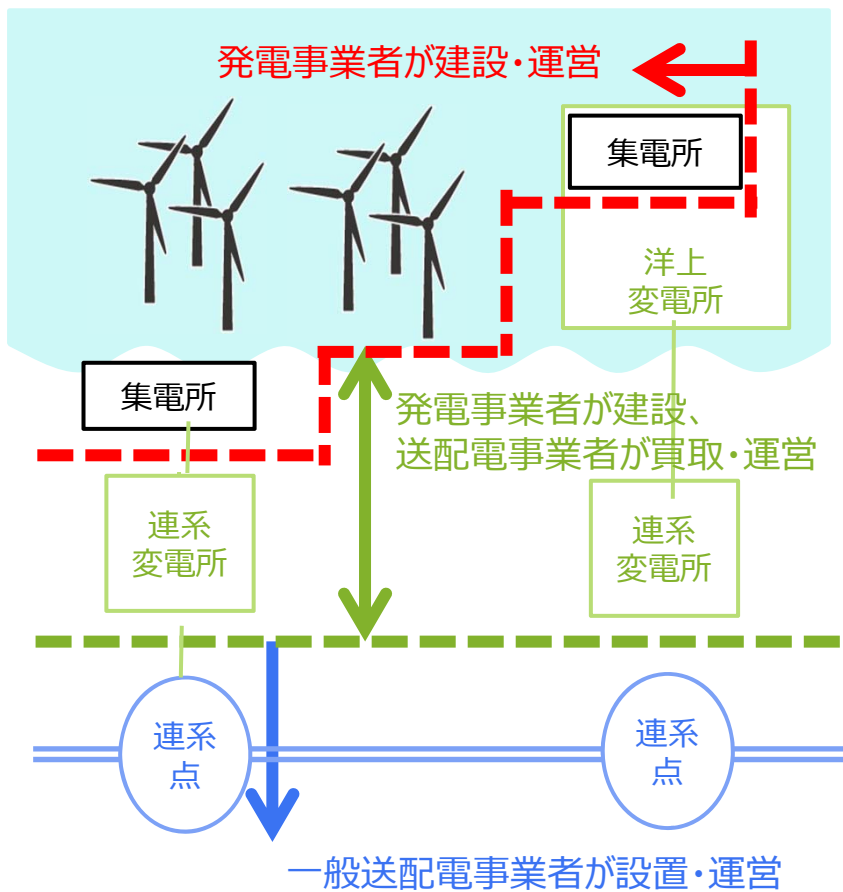 発電事業者が建設・運営
集電所
洋上
変電所
集電所
発電事業者が建設、
送配電事業者が買取・運営
連系
変電所
連系
変電所
連系
点
連系
点
一般送配電事業者が設置・運営